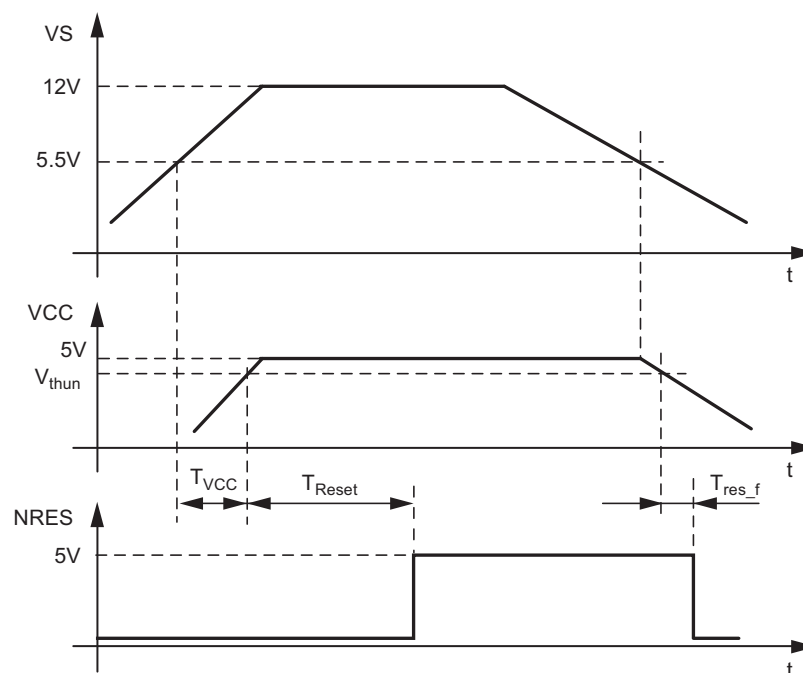 VS
12V
5.5V
t
VCC
5V
Vthun
t
TVCC
TReset
Tres_f
NRES
5V
t